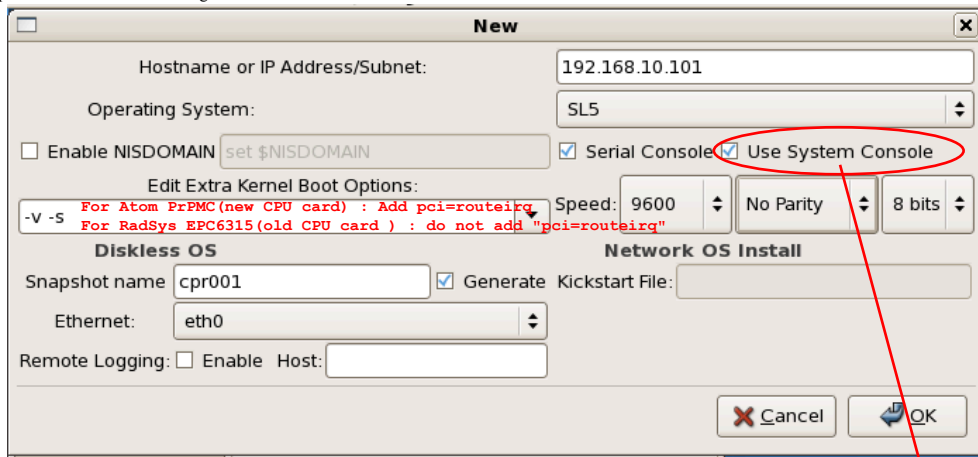 New
Hostname or IP Address/Subnet: 192.168.10.101
Operating System: SL5
Enable NISDOMAIN set $NISDOMAIN Serial Console Use System Console
Edit Extra Kernel Boot Options:
-v -s Speed: 9600 No Parity 8 bits
For Atom PrPMC(new CPU card) : Add pci=routeirq
For RadSys EPC6315(old CPU card ) : do not add "pci=routeirq"
Diskless OS Network OS Install
Snapshot name cpr001 Generate Kickstart File:
Ethernet: eth0
Remote Logging: Enable Host:
Cancel OK